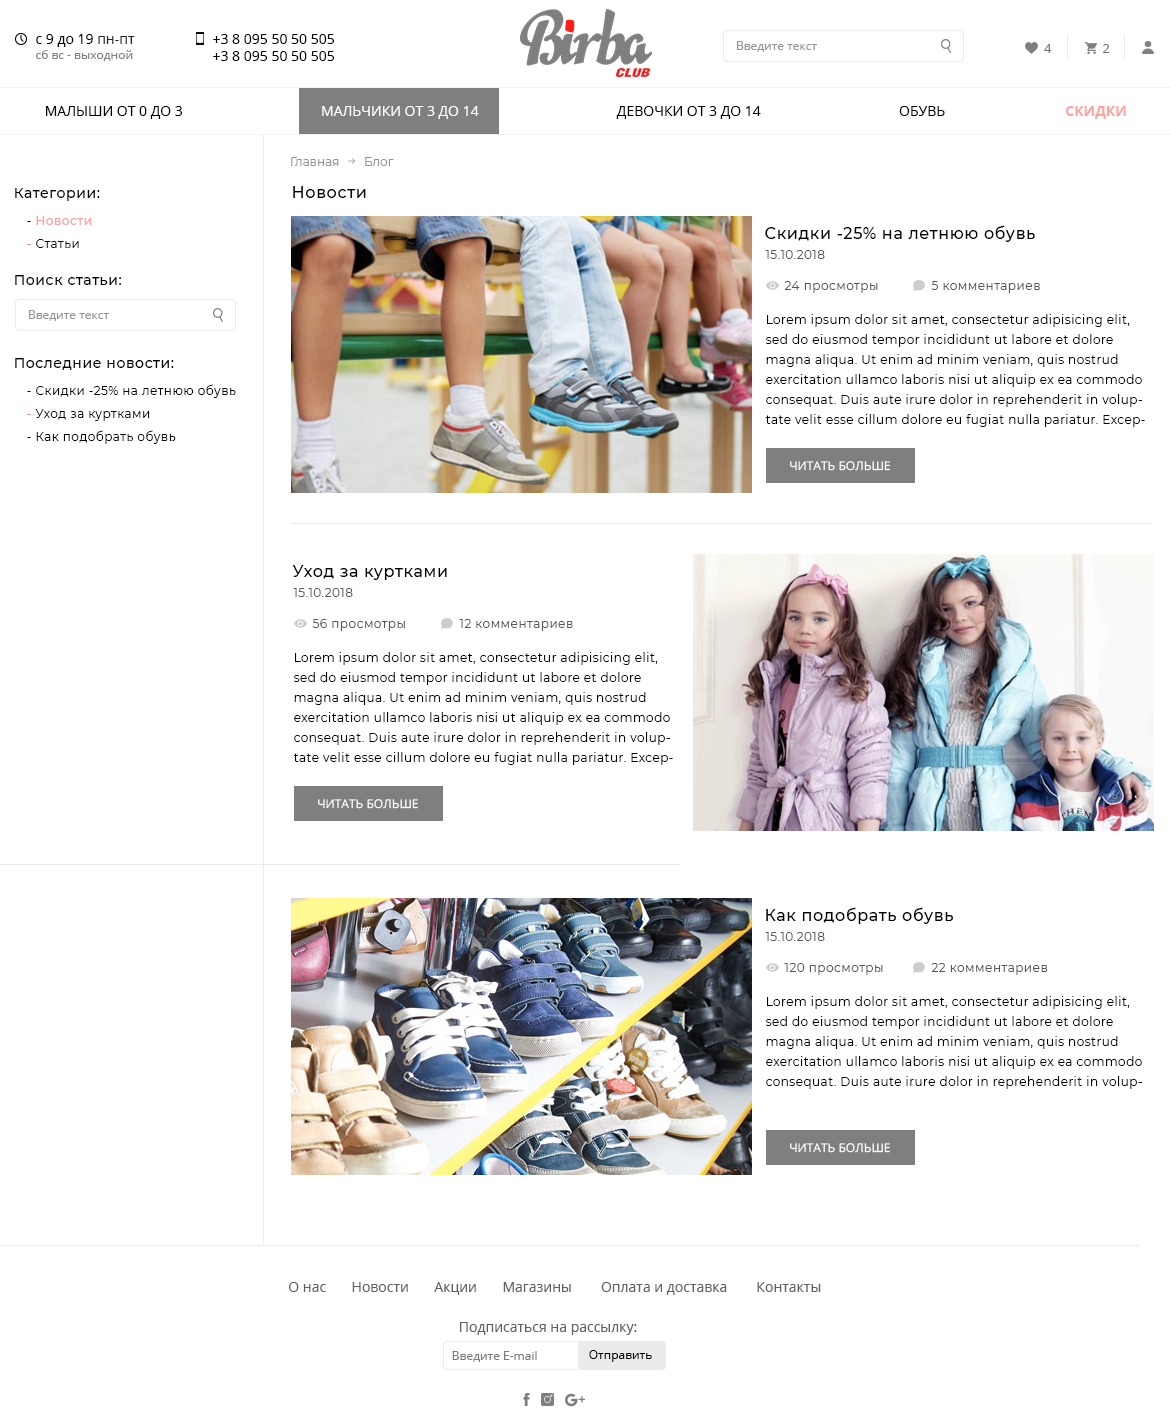 с 9 до 19 пн-пт
сб вс - выходной
+3 8 095 50 50 505
+3 8 095 50 50 505
Birba
CLUB
Введите текст
4
2
МАЛЫШИ ОТ 0 ДО 3
МАЛЬЧИКИ ОТ 3 ДО 14
ДЕВОЧКИ ОТ 3 ДО 14
ОБУВЬ
СКИДКИ
Категории:
- Новости
- Статьи
Поиск статьи:
Введите текст
Последние новости:
- Скидки -25% на летнюю обувь
- Уход за куртками
- Как подобрать обувь
Главная → Блог
Новости
Скидки -25% на летнюю обувь
15.10.2018
24 просмотры
5 комментариев
Lorem ipsum dolor sit amet, consectetur adipisicing elit,
sed do eiusmod tempor incididunt ut labore et dolore
magna aliqua. Ut enim ad minim veniam, quis nostrud
exercitation ullamco laboris nisi ut aliquip ex ea commodo
consequat. Duis aute irure dolor in reprehenderit in volup-
tate velit esse cillum dolore eu fugiat nulla pariatur. Excep-
ЧИТАТЬ БОЛЬШЕ
Уход за куртками
15.10.2018
56 просмотры
12 комментариев
Lorem ipsum dolor sit amet, consectetur adipisicing elit,
sed do eiusmod tempor incididunt ut labore et dolore
magna aliqua. Ut enim ad minim veniam, quis nostrud
exercitation ullamco laboris nisi ut aliquip ex ea commodo
consequat. Duis aute irure dolor in reprehenderit in volup-
tate velit esse cillum dolore eu fugiat nulla pariatur. Excep-
ЧИТАТЬ БОЛЬШЕ
Как подобрать обувь
15.10.2018
120 просмотры
22 комментариев
Lorem ipsum dolor sit amet, consectetur adipisicing elit,
sed do eiusmod tempor incididunt ut labore et dolore
magna aliqua. Ut enim ad minim veniam, quis nostrud
exercitation ullamco laboris nisi ut aliquip ex ea commodo
consequat. Duis aute irure dolor in reprehenderit in volup-
ЧИТАТЬ БОЛЬШЕ
О нас
Новости
Акции
Магазины
Оплата и доставка
Контакты
Подписаться на рассылку:
Введите E-mail
Отправить
f
G+